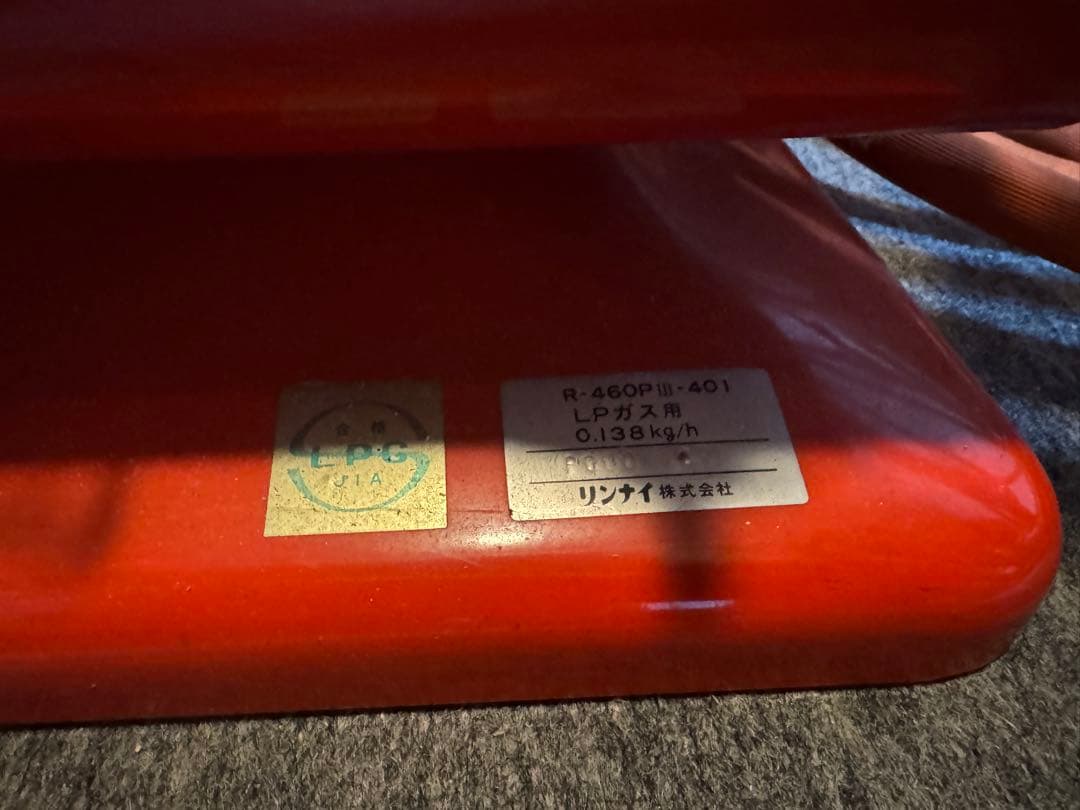 合格
LPG
JIA
R-460PⅢ-401
LPガス用
0.138kg/h
リンナイ株式会社